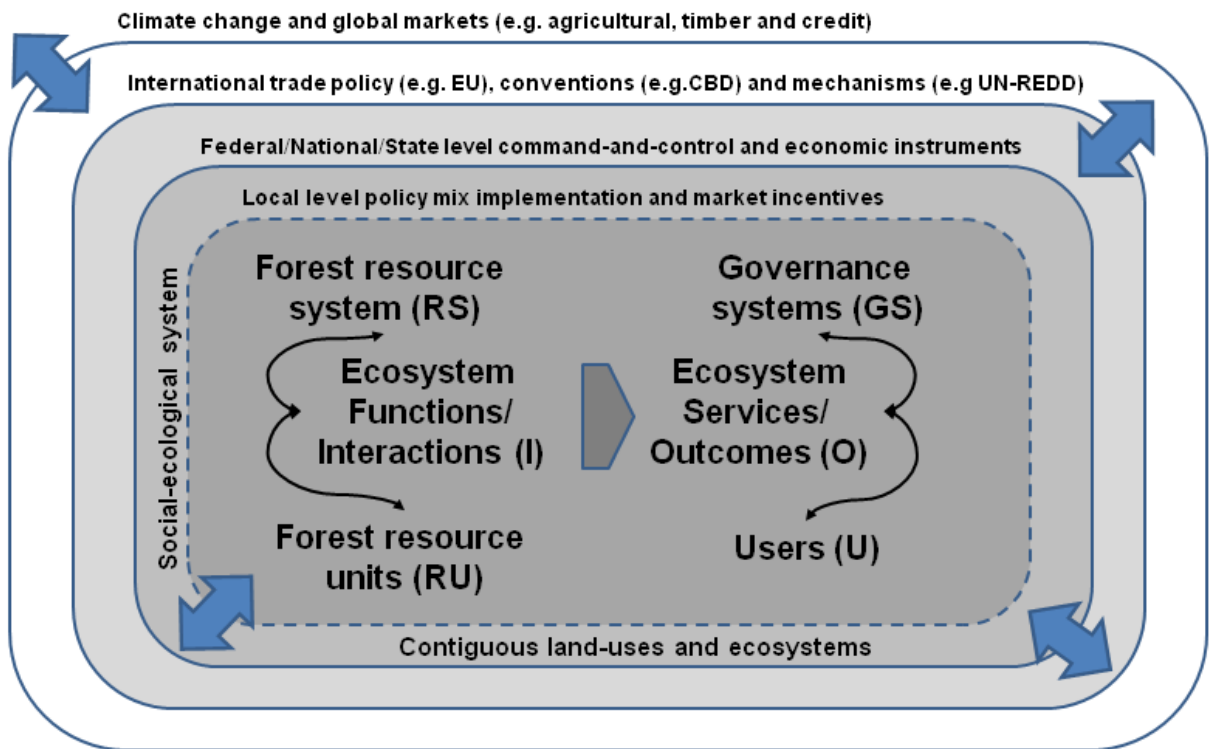 Climate change and global markets (e.g. agricultural, timber and credit)
International trade policy (e.g. EU), conventions (e.g.CBD) and mechanisms (e.g UN-REDD)
Federal/National/State level command-and-control and economic instruments
Local level policy mix implementation and market incentives
Social-ecological system
Forest resource
system (RS)
Governance
systems (GS)
Ecosystem
Functions/
Interactions (I)
Ecosystem
Services/
Outcomes (O)
Forest resource
units (RU)
Users (U)
Contiguous land-uses and ecosystems